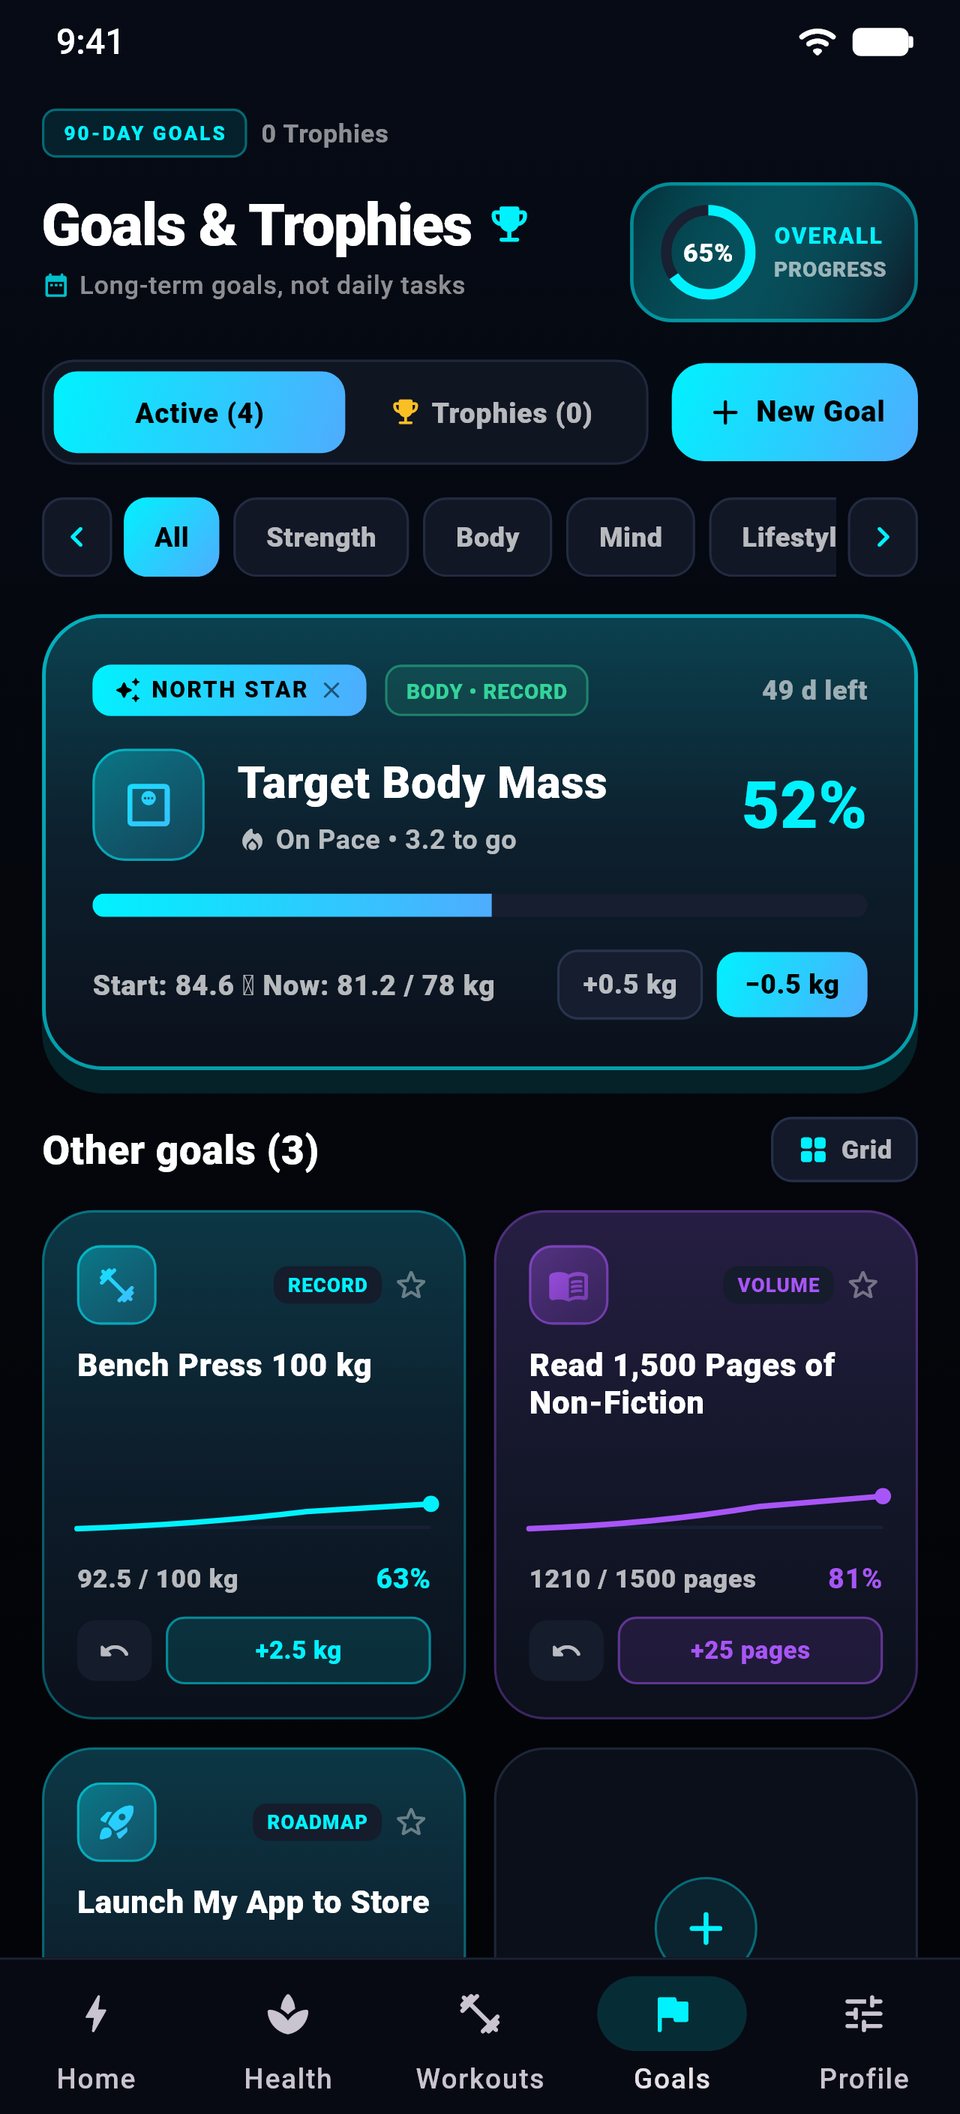 9:41
90-DAY GOALS 0 Trophies
Goals & Trophies
Long-term goals, not daily tasks
65%
OVERALL
PROGRESS
Active (4)
Trophies (0)
New Goal
All
Strength
Body
Mind
Lifestyl
NORTH STAR
BODY • RECORD
49 d left
Target Body Mass
On Pace • 3.2 to go
52%
Start: 84.6 Now: 81.2 / 78 kg
+0.5 kg
−0.5 kg
Other goals (3)
Grid
RECORD
Bench Press 100 kg
92.5 / 100 kg
63%
+2.5 kg
VOLUME
Read 1,500 Pages of
Non-Fiction
1210 / 1500 pages
81%
+25 pages
ROADMAP
Launch My App to Store
Home
Health
Workouts
Goals
Profile